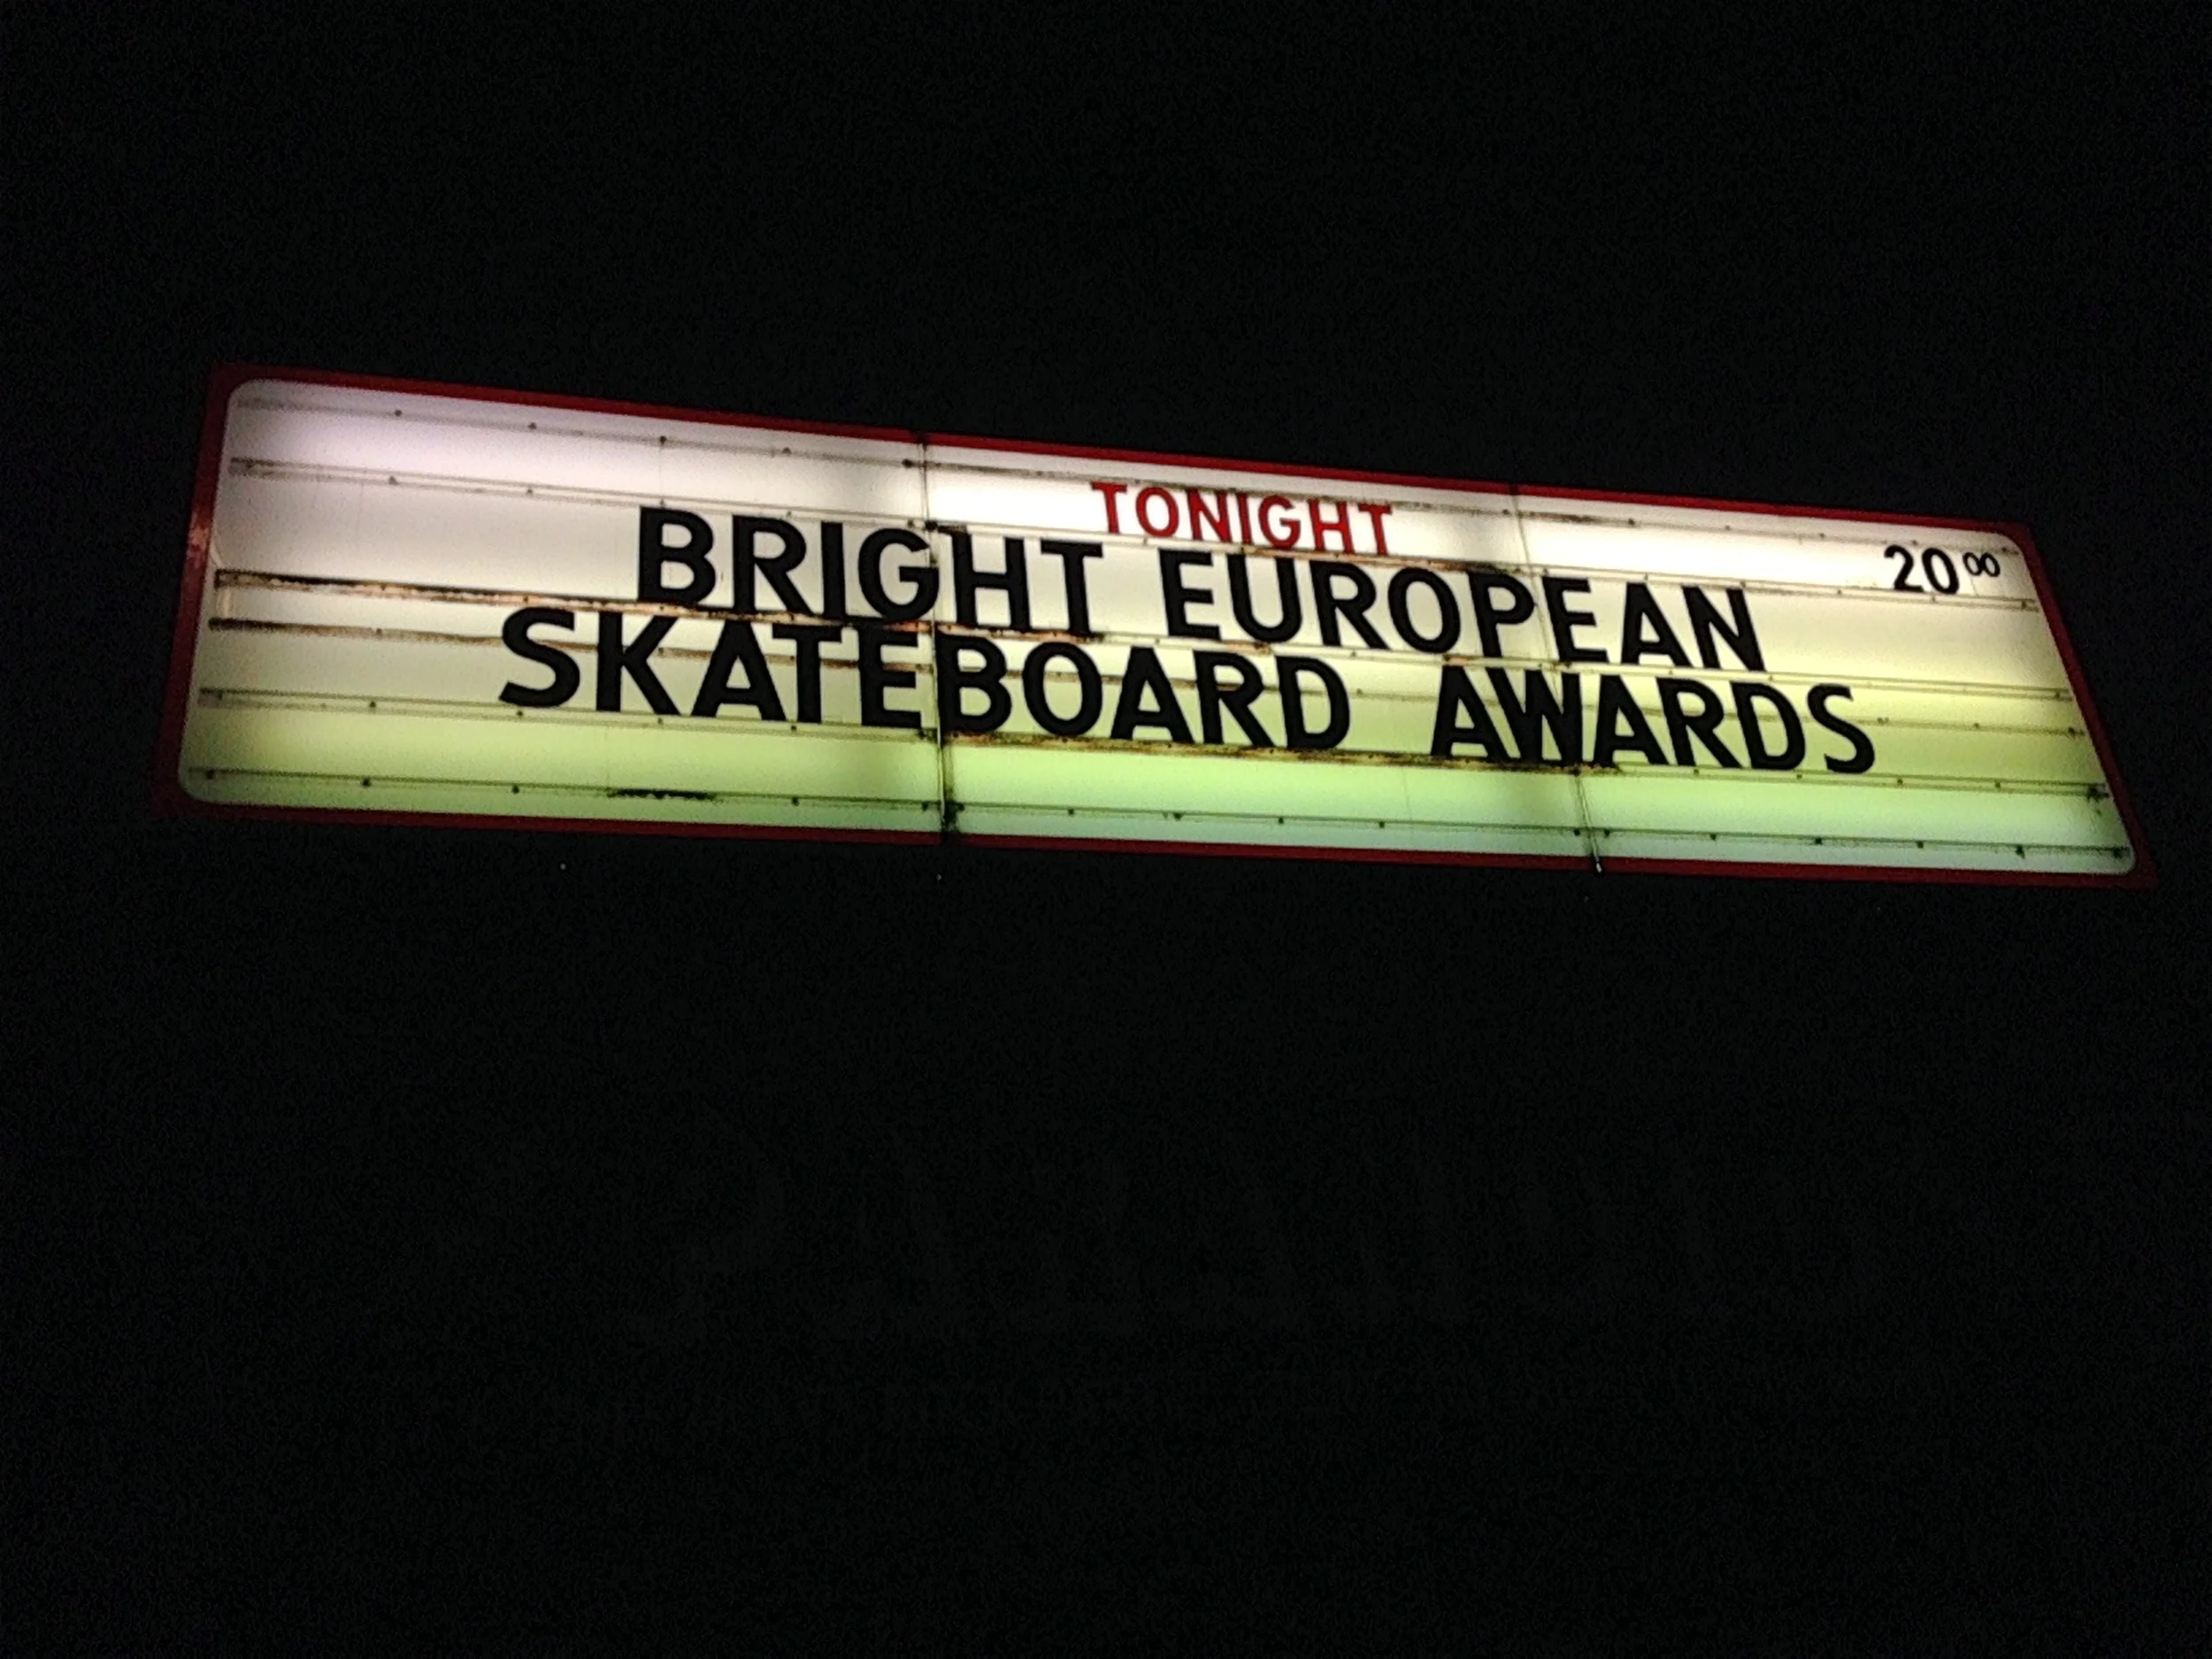 TONIGHT
20 00
BRIGHT EUROPEAN
SKATEBOARD AWARDS